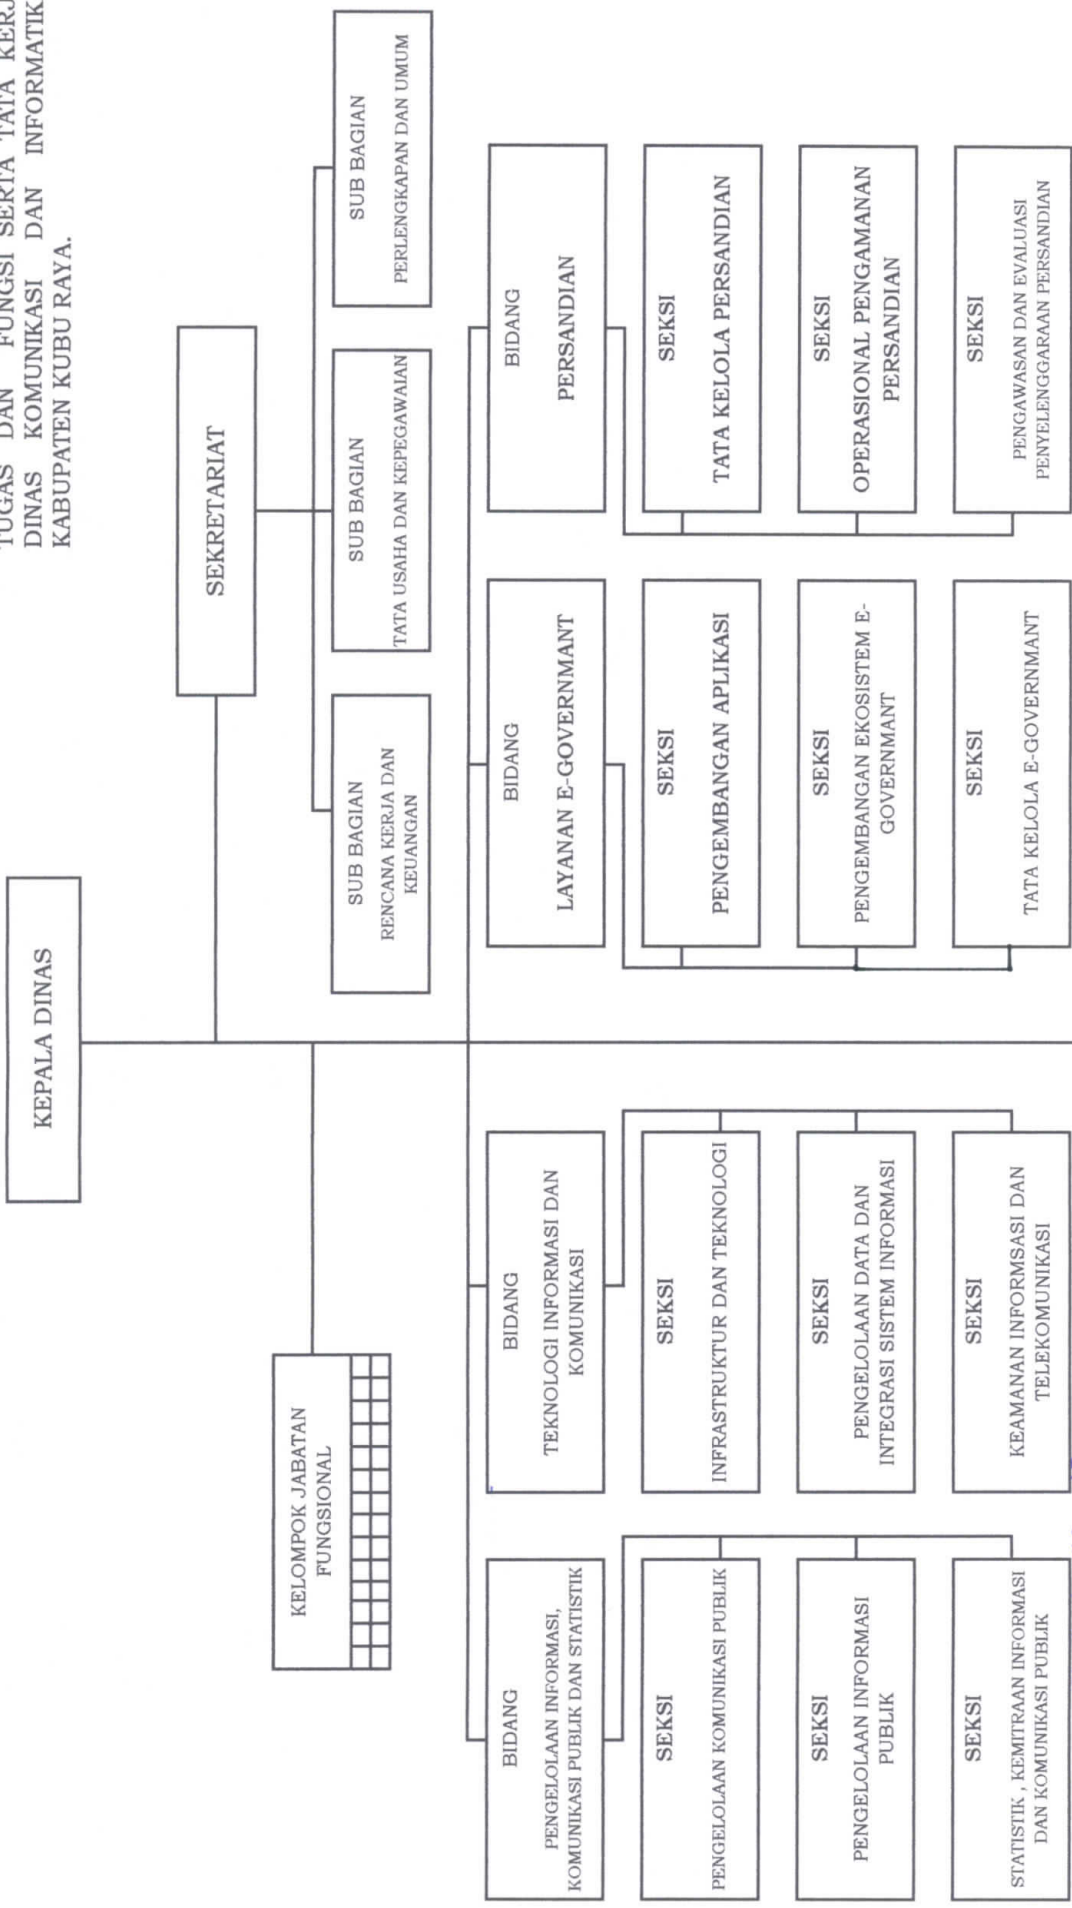 TUGAS DAN FUNGSI SERTA TATA
DINAS KOMUNIKASI DAN
KABUPATEN KUBU RAYA.
KEPALA DINAS
SEKRETARIAT
KELOMPOK JABATAN
FUNGSIONAL
SUB BAGIAN
RENCANA KERJA DAN
KEUANGAN
SUB BAGIAN
TATA USAHA DAN KEPEGAWAIAN
SUB BAGIAN
PERLENGKAPAN DAN UMUM
BIDANG
PENGELOLAAN INFORMASI,
KOMUNIKASI PUBLIK DAN STATISTIK
SEKSI
PENGELOLAAN KOMUNIKASI PUBLIK
SEKSI
PENGELOLAAN INFORMASI
PUBLIK
SEKSI
STATISTIK , KEMITRAAN INFORMASI
DAN KOMUNIKASI PUBLIK
BIDANG
TEKNOLOGI INFORMASI DAN
KOMUNIKASI
SEKSI
INFRASTRUKTUR DAN TEKNOLOGI
SEKSI
PENGELOLAAN DATA DAN
INTEGRASI SISTEM INFORMASI
SEKSI
KEAMANAN INFORMSASI DAN
TELEKOMUNIKASI
BIDANG
LAYANAN E-GOVERNMANT
SEKSI
PENGEMBANGAN APLIKASI
SEKSI
PENGEMBANGAN EKOSISTEM E-
GOVERNMANT
SEKSI
TATA KELOLA E-GOVERNMANT
BIDANG
PERSANDIAN
SEKSI
TATA KELOLA PERSANDIAN
SEKSI
OPERASIONAL PENGAMANAN
PERSANDIAN
SEKSI
PENGAWASAN DAN EVALUASI
PENYELENGGARAAN PERSANDIAN